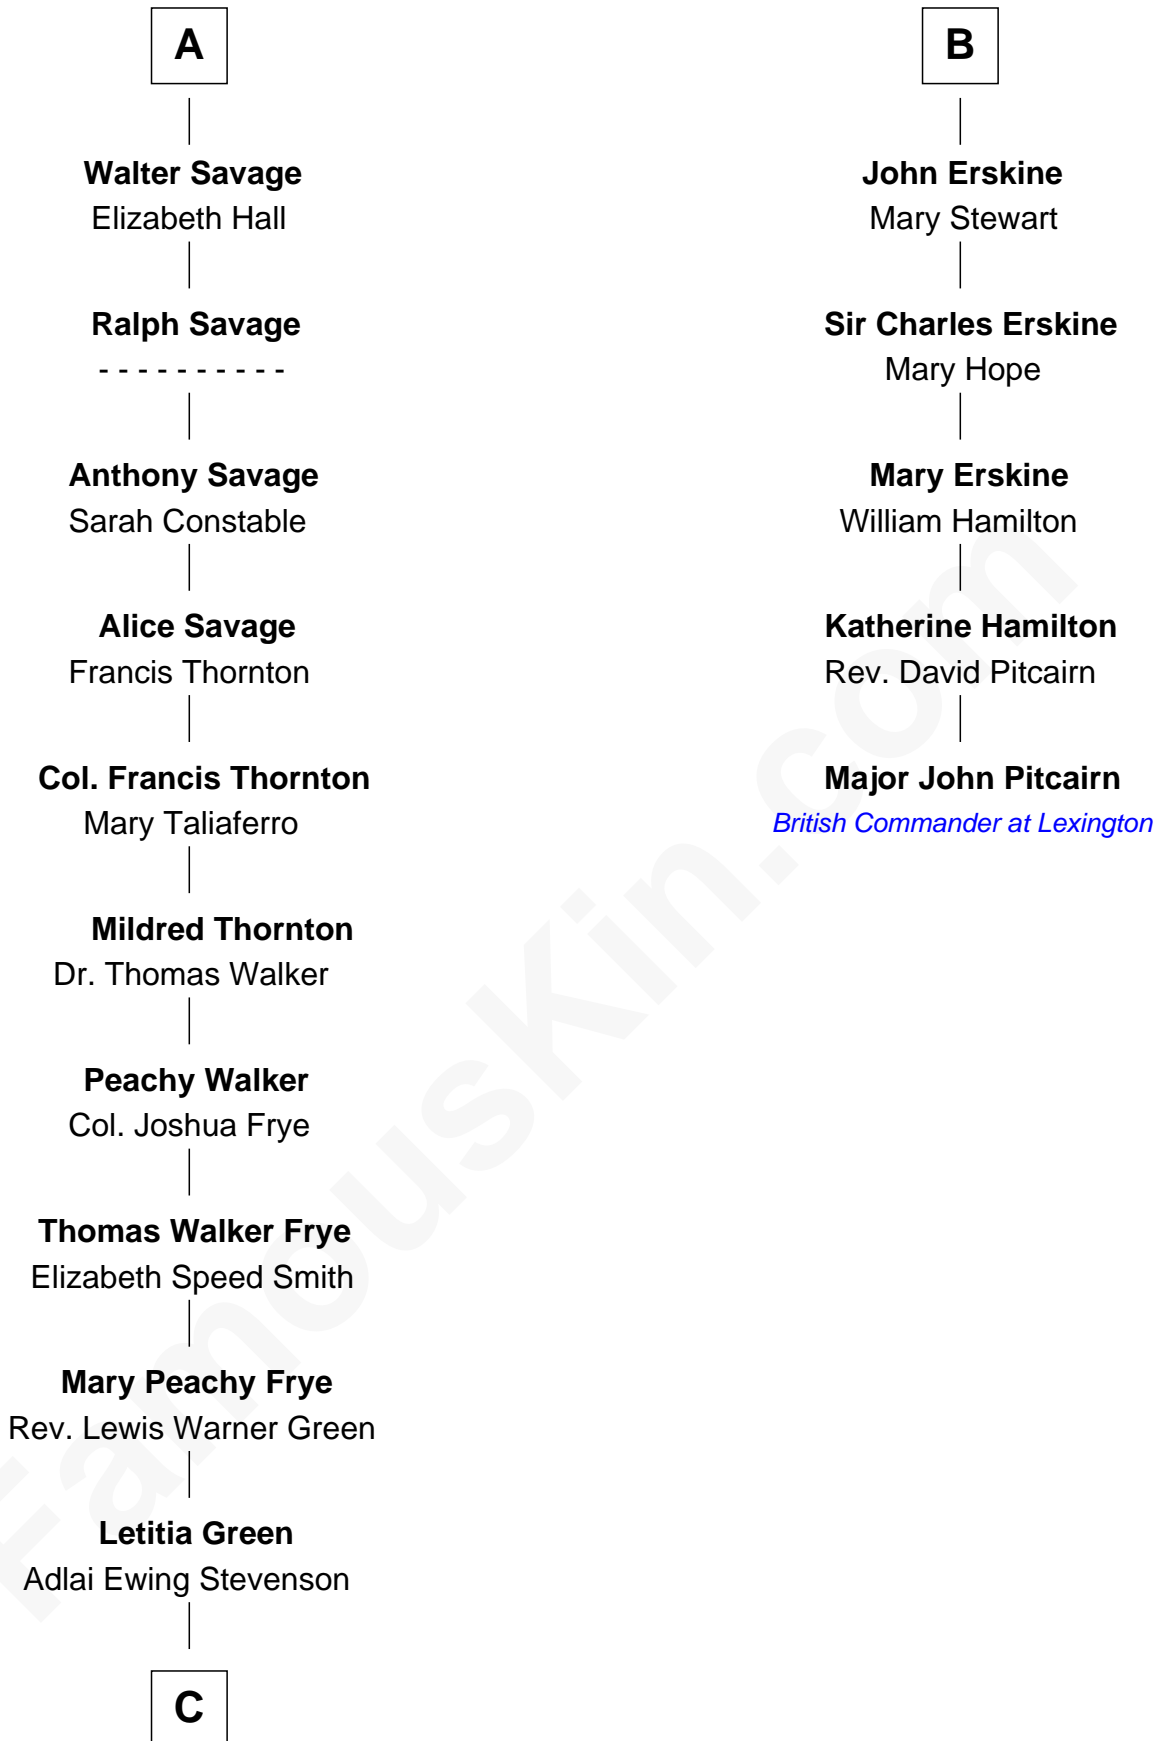 A
Walter Savage
Elizabeth Hall
Ralph Savage
- - - - - - - - - -
Anthony Savage
Sarah Constable
Alice Savage
Francis Thornton
Col. Francis Thornton
Mary Taliaferro
Mildred Thornton
Dr. Thomas Walker
Peachy Walker
Col. Joshua Frye
Thomas Walker Frye
Elizabeth Speed Smith
Mary Peachy Frye
Rev. Lewis Warner Green
Letitia Green
Adlai Ewing Stevenson
C
B
John Erskine
Mary Stewart
Sir Charles Erskine
Mary Hope
Mary Erskine
William Hamilton
Katherine Hamilton
Rev. David Pitcairn
Major John Pitcairn
British Commander at Lexington
FamousKin.com